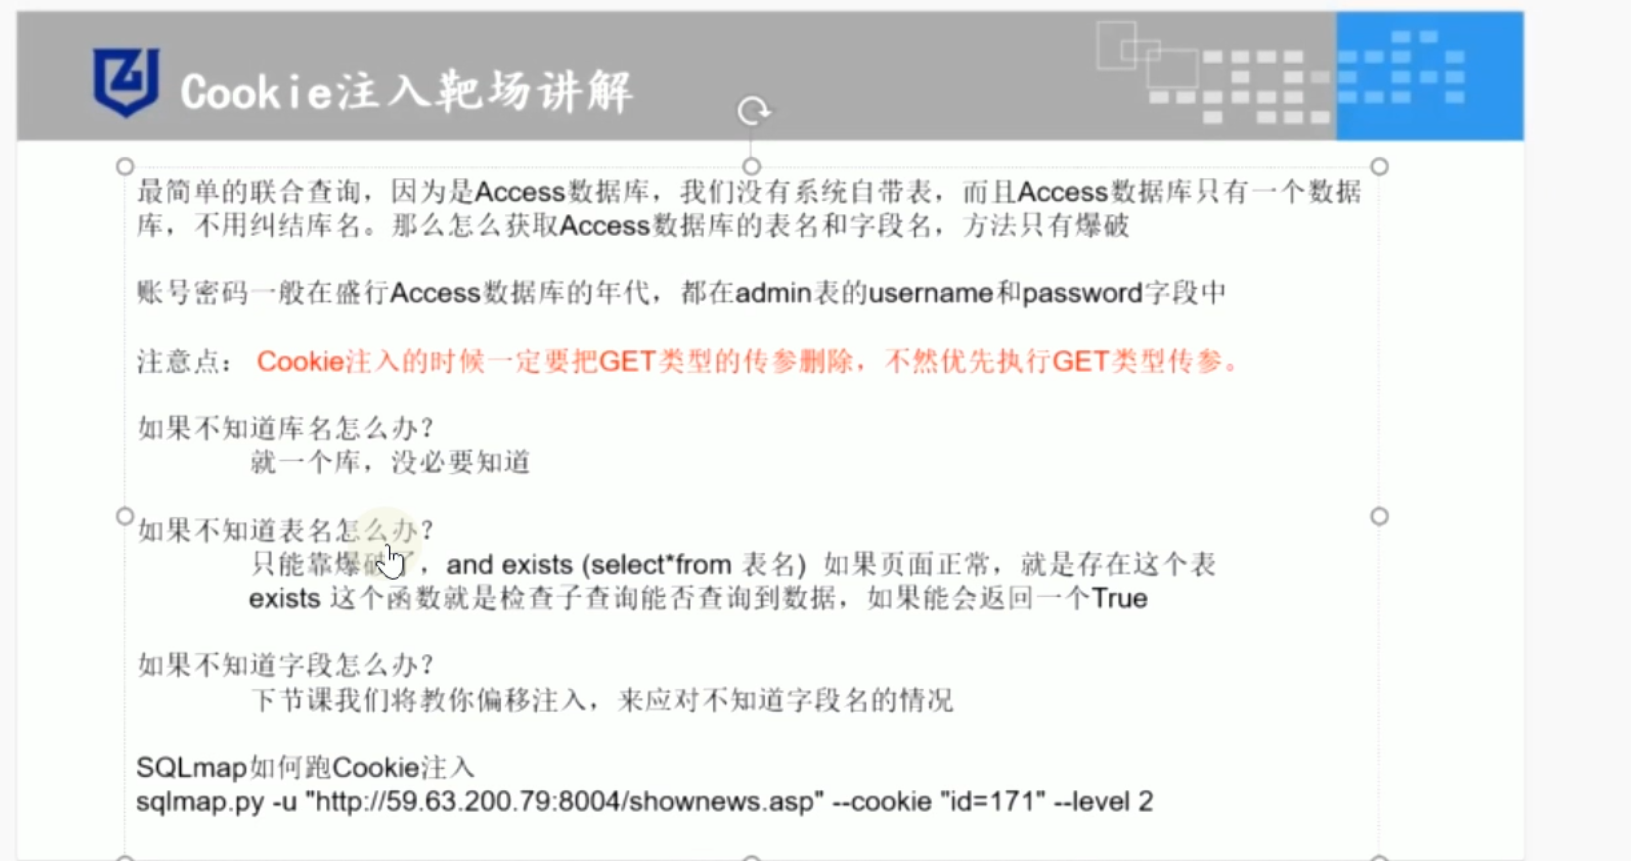 Cookie注入靶场讲解
最简单的联合查询，因为是Access数据库，我们没有系统自带表，而且Access数据库只有一个数据
库，不用纠结库名。那么怎么获取Access数据库的表名和字段名，方法只有爆破
账号密码一般在盛行Access数据库的年代，都在admin表的username和password字段中
注意点： Cookie注入的时候一定要把GET类型的传参删除，不然优先执行GET类型传参。
如果不知道库名怎么办？
就一个库，没必要知道
如果不知道表名怎么办？
只能靠爆破了，and exists (select*from 表名) 如果页面正常，就是存在这个表
exists 这个函数就是检查子查询能否查询到数据，如果能会返回一个True
如果不知道字段怎么办？
下节课我们将教你偏移注入，来应对不知道字段名的情况
SQLmap如何跑Cookie注入
sqlmap.py -u "http://59.63.200.79:8004/shownews.asp" --cookie "id=171" --level 2